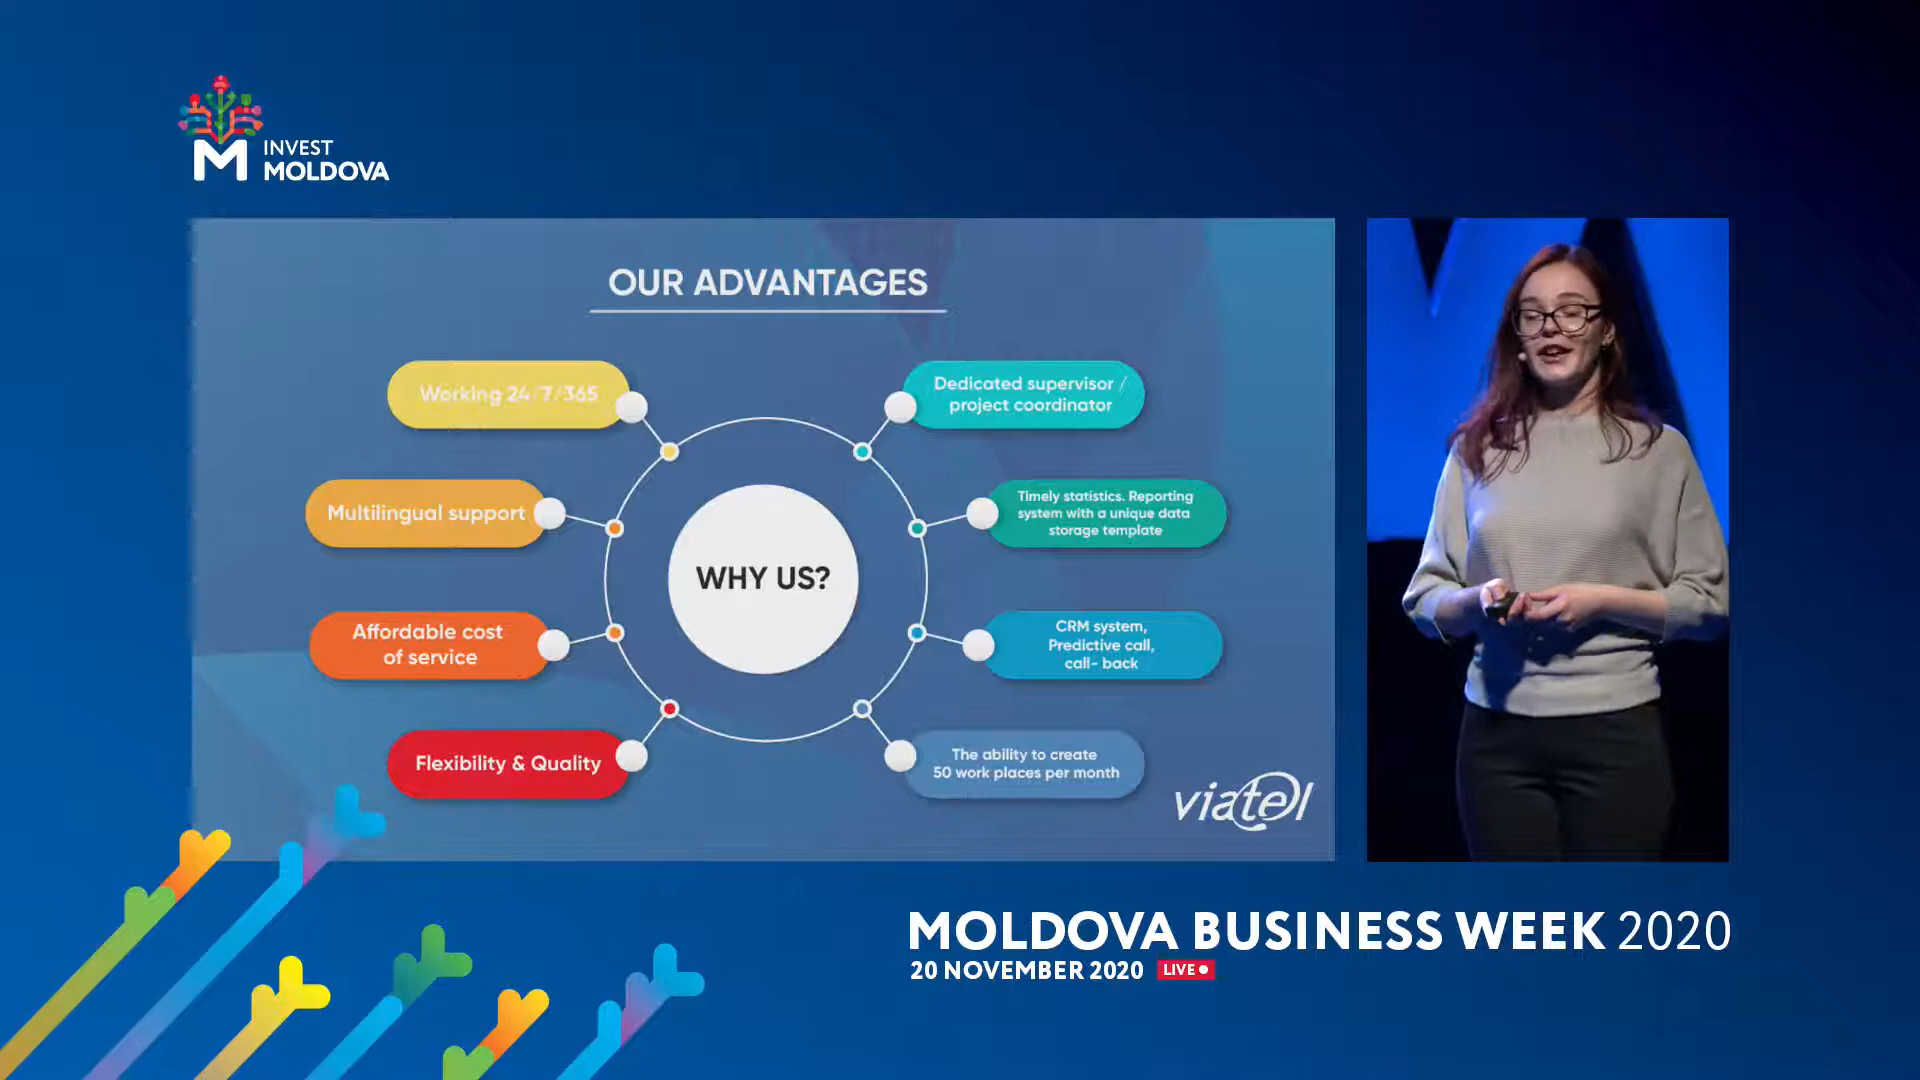 INVEST
M MOLDOVA
OUR ADVANTAGES
Working 24/7/365
Multilingual support
Affordable cost
of service
Flexibility & Quality
WHY US?
Dedicated supervisor /
project coordinator
Timely statistics. Reporting
system with a unique data
storage template
CRM system,
Predictive call,
call- back
The ability to create
50 work places per month
viatel
MOLDOVA BUSINESS WEEK 2020
20 NOVEMBER 2020 LIVE